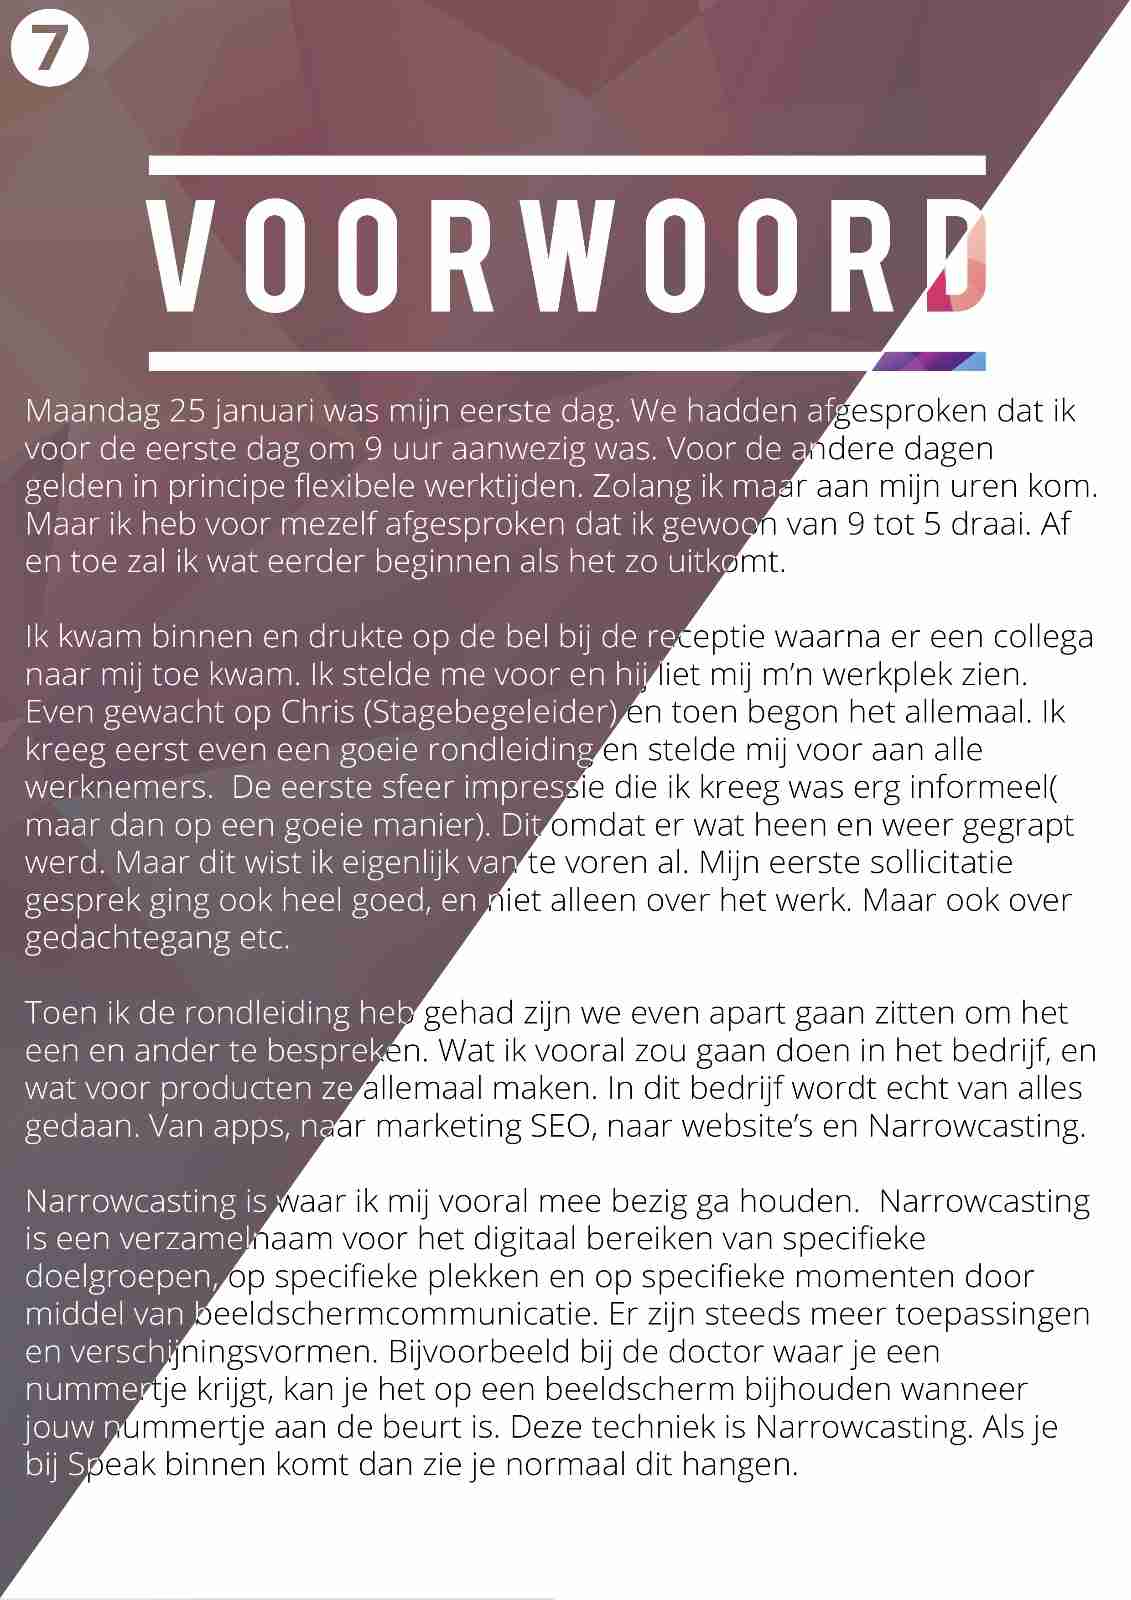 7
VOORWOORD
Maandag 25 januari was mijn eerste dag. We hadden afgesproken dat ik
voor de eerste dag om 9 uur aanwezig was. Voor de andere dagen
gelden in principe flexibele werktijden. Zolang ik maar aan mijn uren kom.
Maar ik heb voor mezelf afgesproken dat ik gewoon van 9 tot 5 draai. Af
en toe zal ik wat eerder beginnen als het zo uitkomt.
Ik kwam binnen en drukte op de bel bij de receptie waarna er een collega
naar mij toe kwam. Ik stelde me voor en hij liet mij m’n werkplek zien.
Even gewacht op Chris (Stagebegeleider) en toen begon het allemaal. Ik
kreeg eerst even een goeie rondleiding en stelde mij voor aan alle
werknemers.  De eerste sfeer impressie die ik kreeg was erg informeel(
maar dan op een goeie manier). Dit omdat er wat heen en weer gegrapt
werd. Maar dit wist ik eigenlijk van te voren al. Mijn eerste sollicitatie
gesprek ging ook heel goed, en niet alleen over het werk. Maar ook over
gedachtegang etc.
Toen ik de rondleiding heb gehad zijn we even apart gaan zitten om het
een en ander te bespreken. Wat ik vooral zou gaan doen in het bedrijf, en
wat voor producten ze allemaal maken. In dit bedrijf wordt echt van alles
gedaan. Van apps, naar marketing SEO, naar website’s en Narrowcasting.
Narrowcasting is waar ik mij vooral mee bezig ga houden.  Narrowcasting
is een verzamelnaam voor het digitaal bereiken van specifieke
doelgroepen, op specifieke plekken en op specifieke momenten door
middel van beeldschermcommunicatie. Er zijn steeds meer toepassingen
en verschijningsvormen. Bijvoorbeeld bij de doctor waar je een
nummertje krijgt, kan je het op een beeldscherm bijhouden wanneer
jouw nummertje aan de beurt is. Deze techniek is Narrowcasting. Als je
bij Speak binnen komt dan zie je normaal dit hangen.